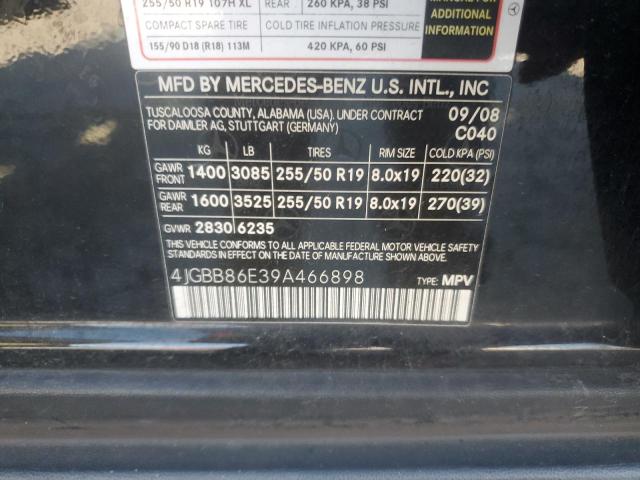 255/50 R19 107H XL REAR 260 KPA, 38 PSI
MANUAL FOR
ADDITIONAL
INFORMATION
COMPACT SPARE TIRE COLD TIRE INFLATION PRESSURE
155/90 D18 (R18) 113M 420 KPA, 60 PSI
MFD BY MERCEDES-BENZ U.S. INTL., INC
TUSCALOOSA COUNTY, ALABAMA (USA). UNDER CONTRACT
FOR DAIMLER AG, STUTTGART (GERMANY)
09/08
C040
KG LB TIRES RIM SIZE COLD KPA (PSI)
GAWR FRONT 1400 3085 255/50 R19 8.0x19 220(32)
GAWR REAR 1600 3525 255/50 R19 8.0x19 270(39)
GVWR 2830 6235
THIS VEHICLE CONFORMS TO ALL APPLICABLE FEDERAL MOTOR VEHICLE SAFETY
STANDARDS IN EFFECT ON THE DATE OF MANUFACTURE SHOWN ABOVE.
4JGBB86E39A466898 TYPE: MPV